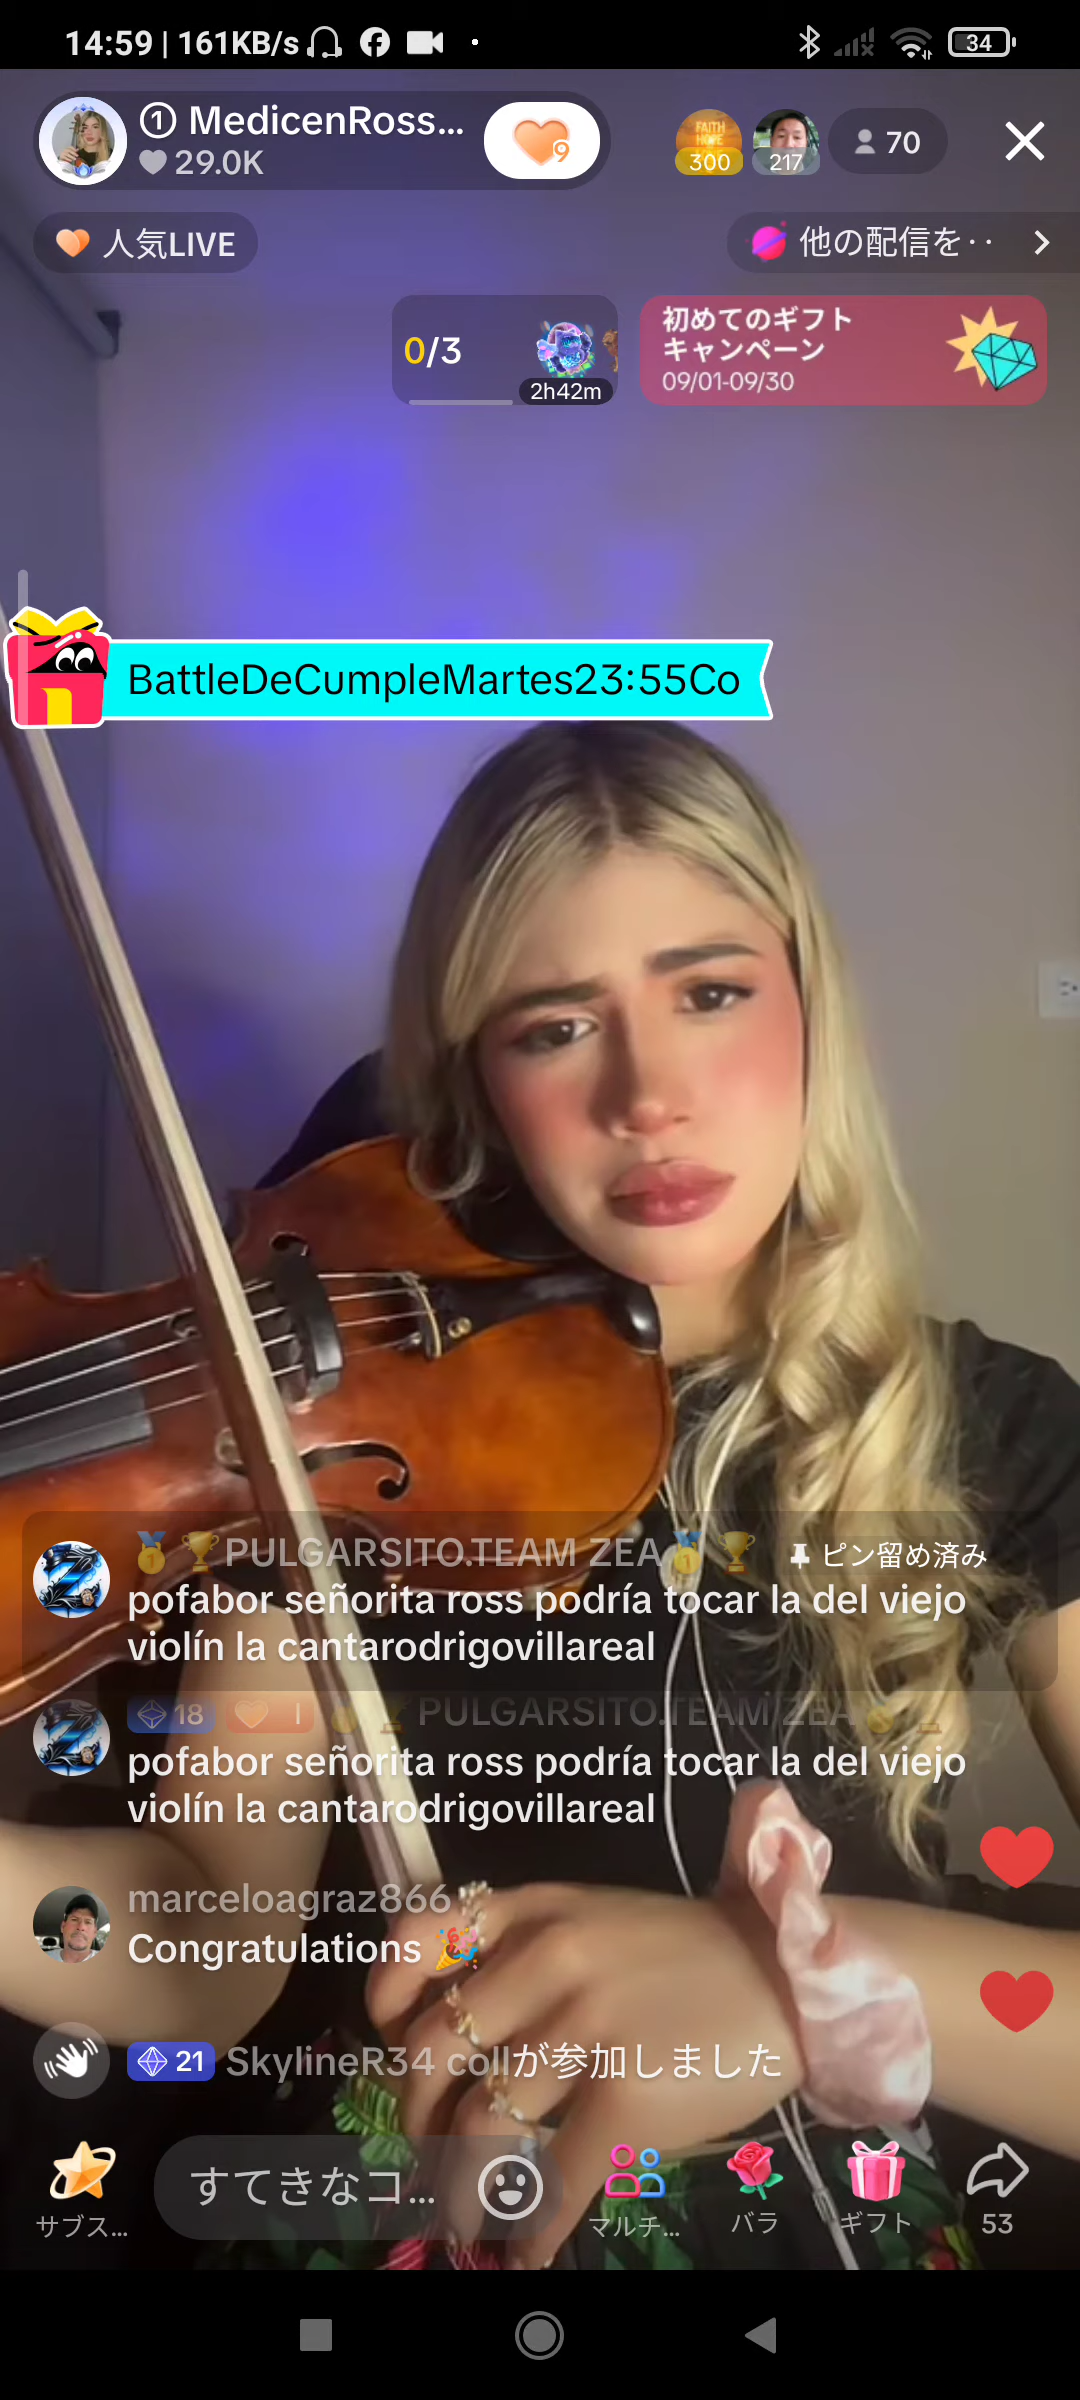 14:59 | 161KB/s
34
① MedicenRoss...
29.0K
300
217
70
人気LIVE
他の配信を‥
0/3
2h42m
初めてのギフト
キャンペーン
09/01-09/30
BattleDeCumpleMartes23:55Co
PULGARSITO.TEAM ZEA
ピン留め済み
pofabor señorita ross podría tocar la del viejo
violín la cantarodrigovillareal
18 I PULGARSITO.TEAM ZEA
pofabor señorita ross podría tocar la del viejo
violín la cantarodrigovillareal
marceloagraz866
Congratulations 🎉
21 SkylineR34 collが参加しました
すてきなコ...
サブス...
マルチ...
バラ
ギフト
53